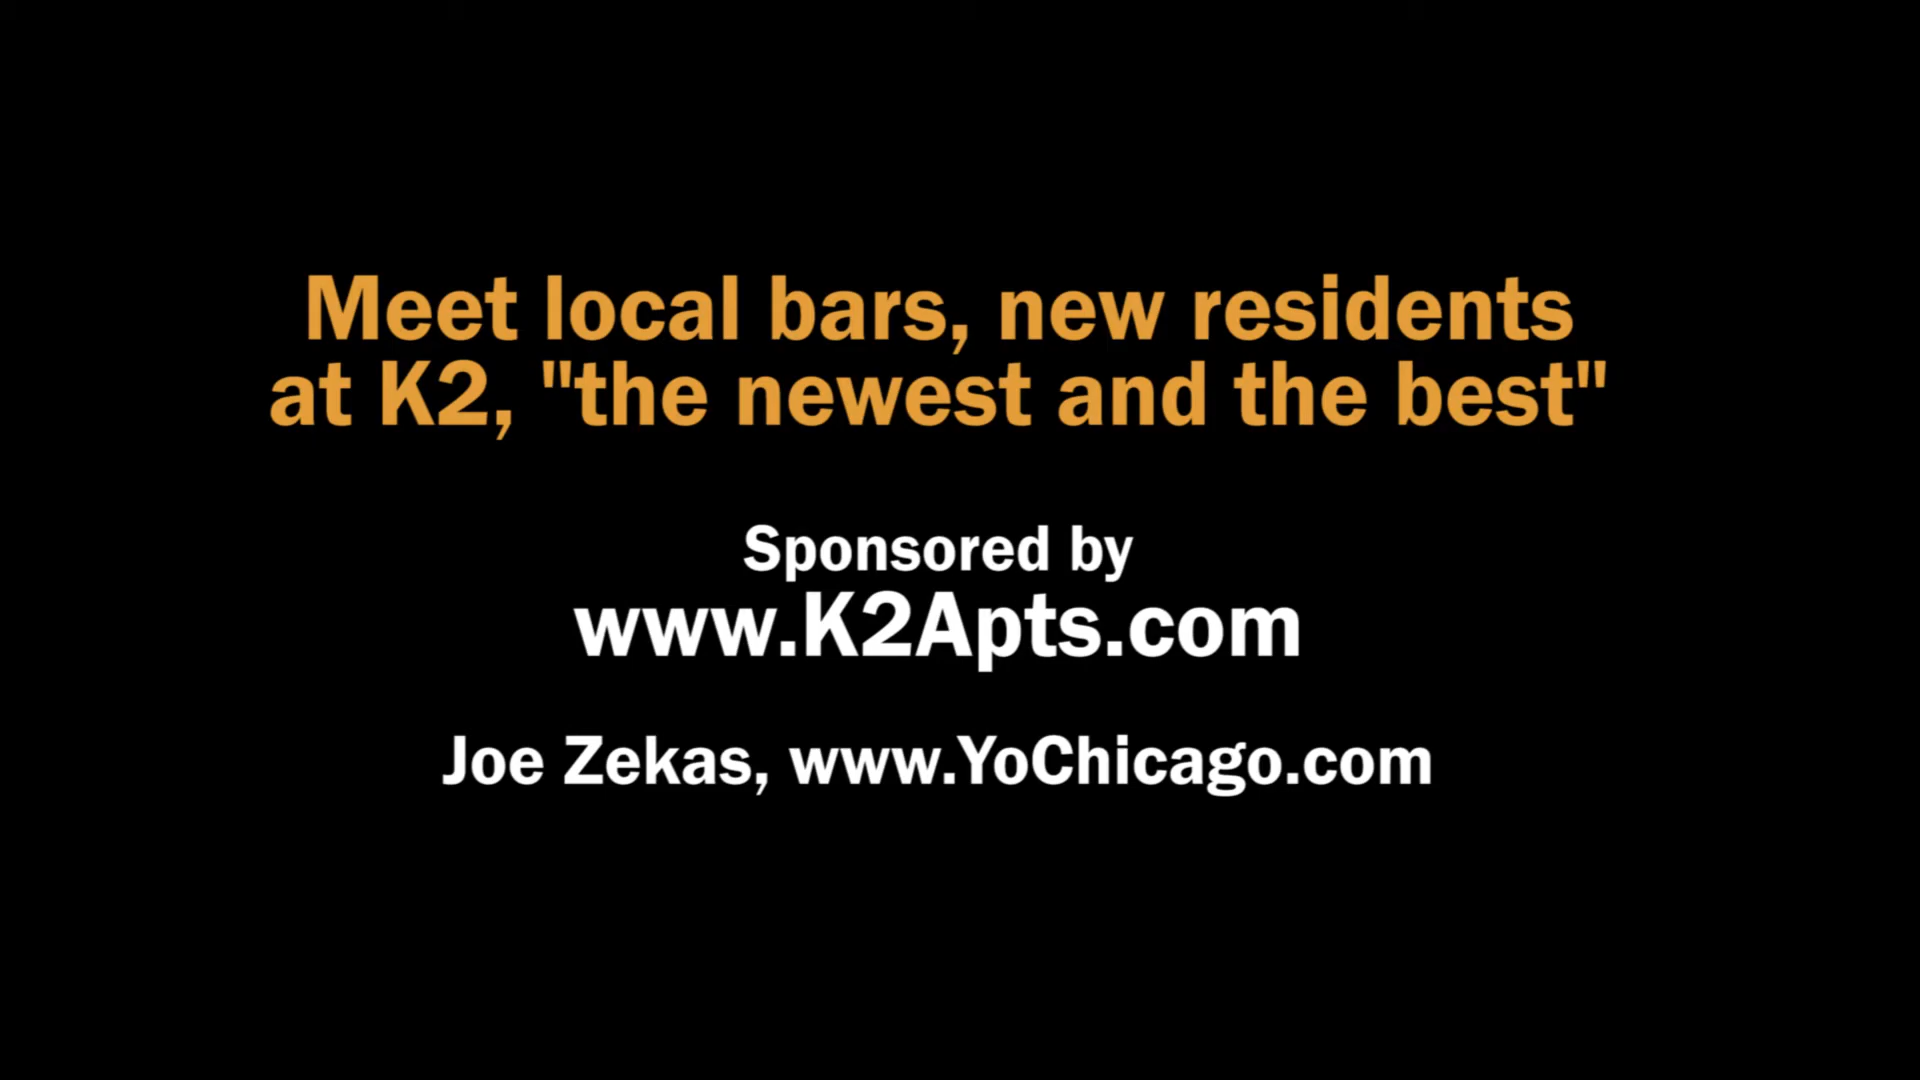 Meet local bars, new residents
at K2, "the newest and the best"
Sponsored by
www.K2Apts.com
Joe Zekas, www.YoChicago.com